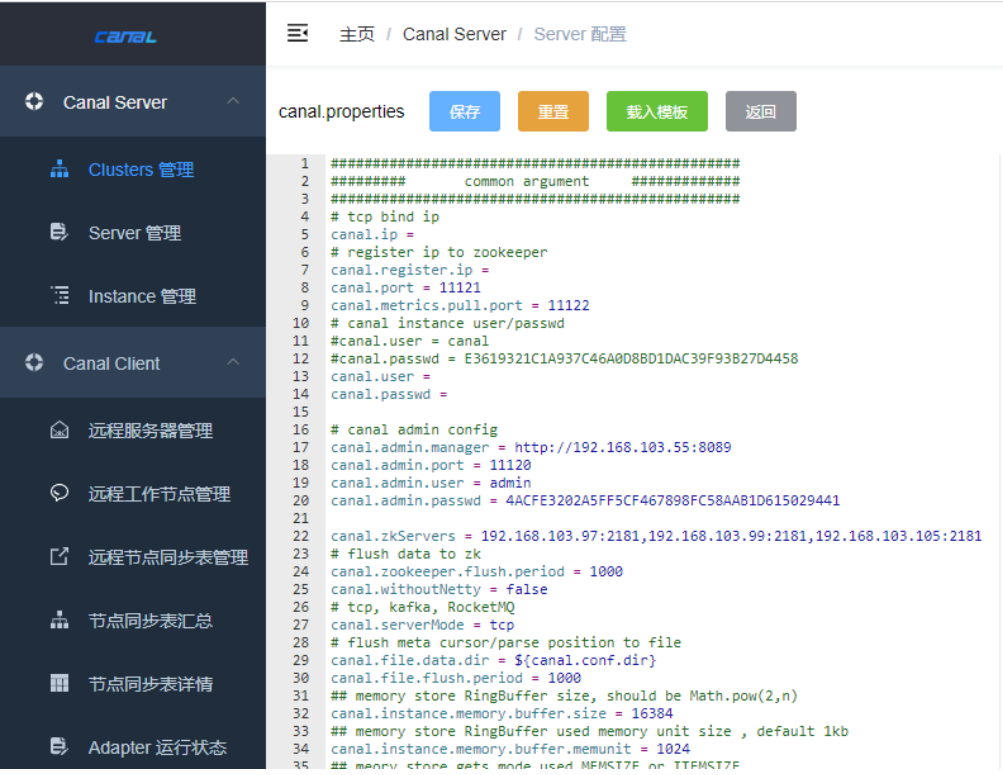 canal
主页 / Canal Server / Server 配置
Canal Server
Clusters 管理
Server 管理
Instance 管理
Canal Client
远程服务器管理
远程工作节点管理
远程节点同步表管理
节点同步表汇总
节点同步表详情
Adapter 运行状态
canal.properties 保存 重置 载入模板 返回
1 #################################################
2 ######### common argument #############
3 #################################################
4 # tcp bind ip
5 canal.ip =
6 # register ip to zookeeper
7 canal.register.ip =
8 canal.port = 11121
9 canal.metrics.pull.port = 11122
10 # canal instance user/passwd
11 #canal.user = canal
12 #canal.passwd = E3619321C1A937C46A0D8BD1DAC39F93B27D4458
13 canal.user =
14 canal.passwd =
15
16 # canal admin config
17 canal.admin.manager = http://192.168.103.55:8089
18 canal.admin.port = 11120
19 canal.admin.user = admin
20 canal.admin.passwd = 4ACFE3202A5FF5CF467898FC58AAB1D615029441
21
22 canal.zkServers = 192.168.103.97:2181,192.168.103.99:2181,192.168.103.105:2181
23 # flush data to zk
24 canal.zookeeper.flush.period = 1000
25 canal.withoutNetty = false
26 # tcp, kafka, RocketMQ
27 canal.serverMode = tcp
28 # flush meta cursor/parse position to file
29 canal.file.data.dir = ${canal.conf.dir}
30 canal.file.flush.period = 1000
31 ## memory store RingBuffer size, should be Math.pow(2,n)
32 canal.instance.memory.buffer.size = 16384
33 ## memory store RingBuffer used memory unit size , default 1kb
34 canal.instance.memory.buffer.memunit = 1024
35 ## meory store gets mode used MEMSIZE or ITEMSIZE